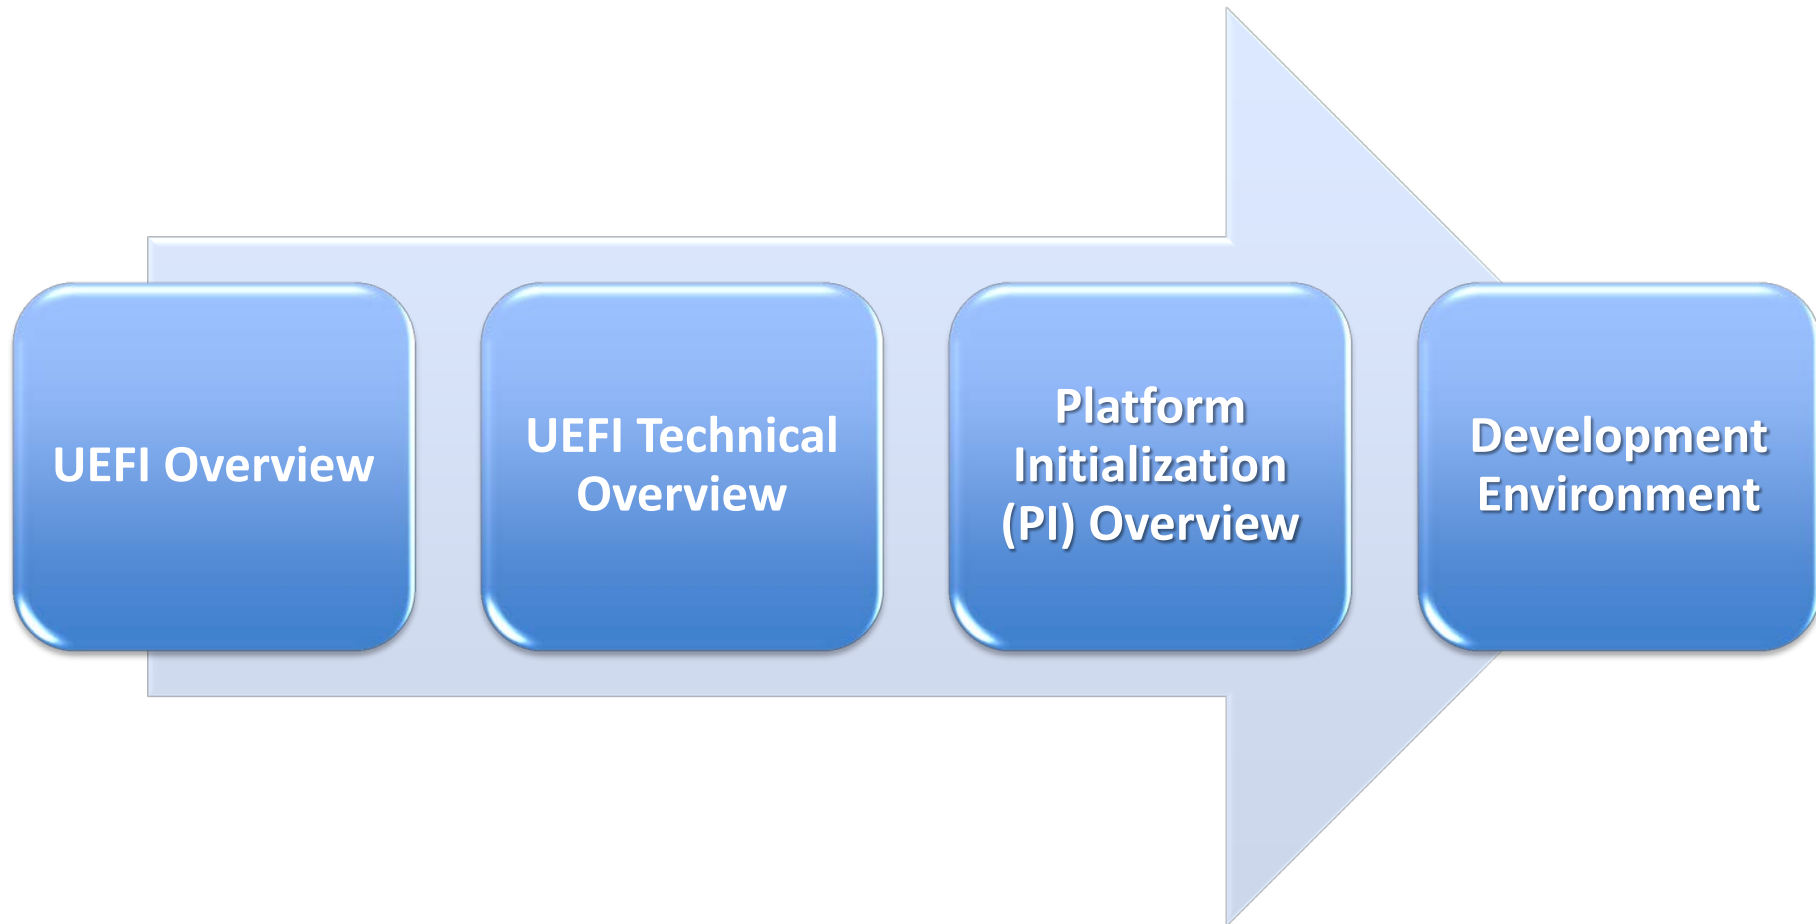 UEFI Overview
UEFI Technical
Overview
Platform
Initialization
(PI) Overview
Development
Environment